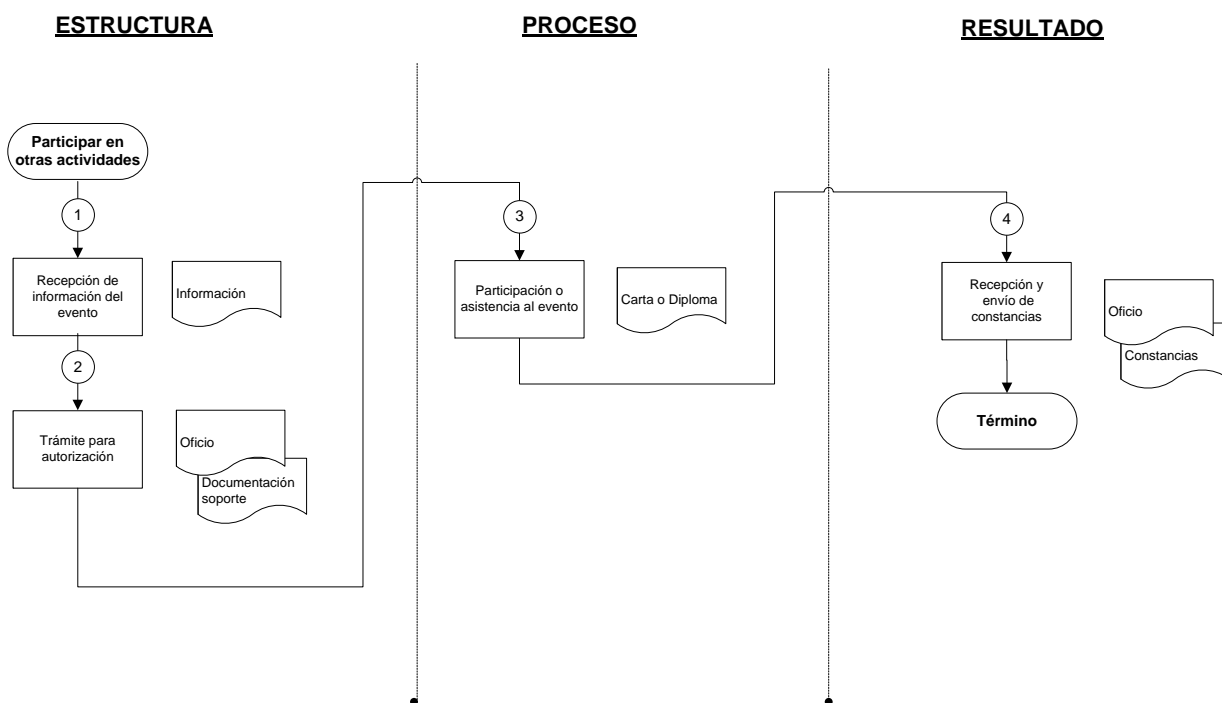 ESTRUCTURA
PROCESO
RESULTADO
Participar en
otras actividades
1
Recepción de
información del
evento
Información
2
Trámite para
autorización
Oficio
Documentación
soporte
3
Participación o
asistencia al evento
Carta o Diploma
4
Recepción y
envío de
constancias
Oficio
Constancias
Término